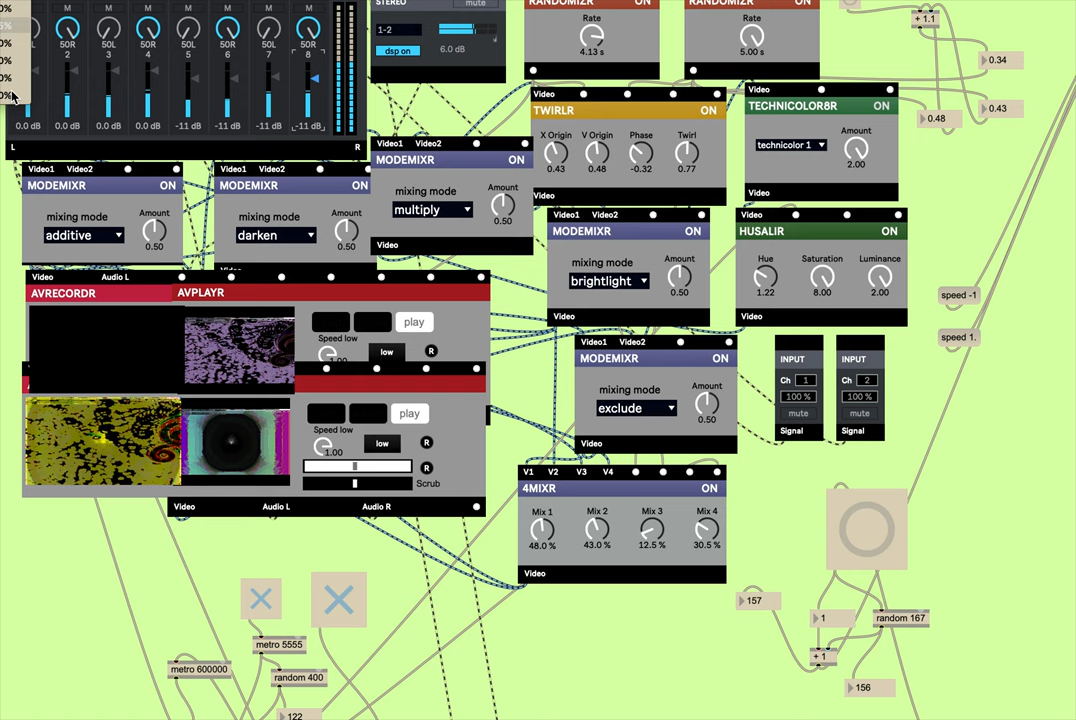 0%
5%
0%
0%
0%
0%
50R 50L 50R 50L 50R 50L 50R
2 3 4 5 6 7 8
0.0 dB 0.0 dB 0.0 dB 0.0 dB -11 dB -11 dB -11 dB -11 dB
L R
STEREO mute
1-2
dsp on 6.0 dB
RANDOMIZR ON
Rate
4.13 s
RANDOMIZR ON
Rate
5.00 s
+ 1.1
0.34
0.43
0.48
Video
TWIRLR ON
X Origin V Origin Phase Twirl
0.43 0.48 -0.32 0.77
Video
Video
TECHNICOLOR8R ON
technicolor 1
Amount
2.00
Video
Video1 Video2
MODEMIXR ON
mixing mode
additive
Amount
0.50
Video1 Video2
MODEMIXR ON
mixing mode
darken
Amount
0.50
Video1 Video2
MODEMIXR ON
mixing mode
multiply
Amount
0.50
Video
Video1 Video2
MODEMIXR ON
mixing mode
brightlight
Amount
0.50
Video
HUSALIR ON
Hue Saturation Luminance
1.22 8.00 2.00
Video
Video Audio L
AVRECORDR
AVPLAYR
play
Speed low
1.00
low
R
play
Speed low
1.00
low
R
R
Scrub
Video Audio L Audio R
Video1 Video2
MODEMIXR ON
mixing mode
exclude
Amount
0.50
Video
INPUT
Ch 1
100 %
mute
Signal
INPUT
Ch 2
100 %
mute
Signal
speed -1
speed 1.
V1 V2 V3 V4
4MIXR ON
Mix 1 Mix 2 Mix 3 Mix 4
48.0 % 43.0 % 12.5 % 30.5 %
Video
157
1
random 167
+ 1
156
metro 5555
metro 600000
random 400
122